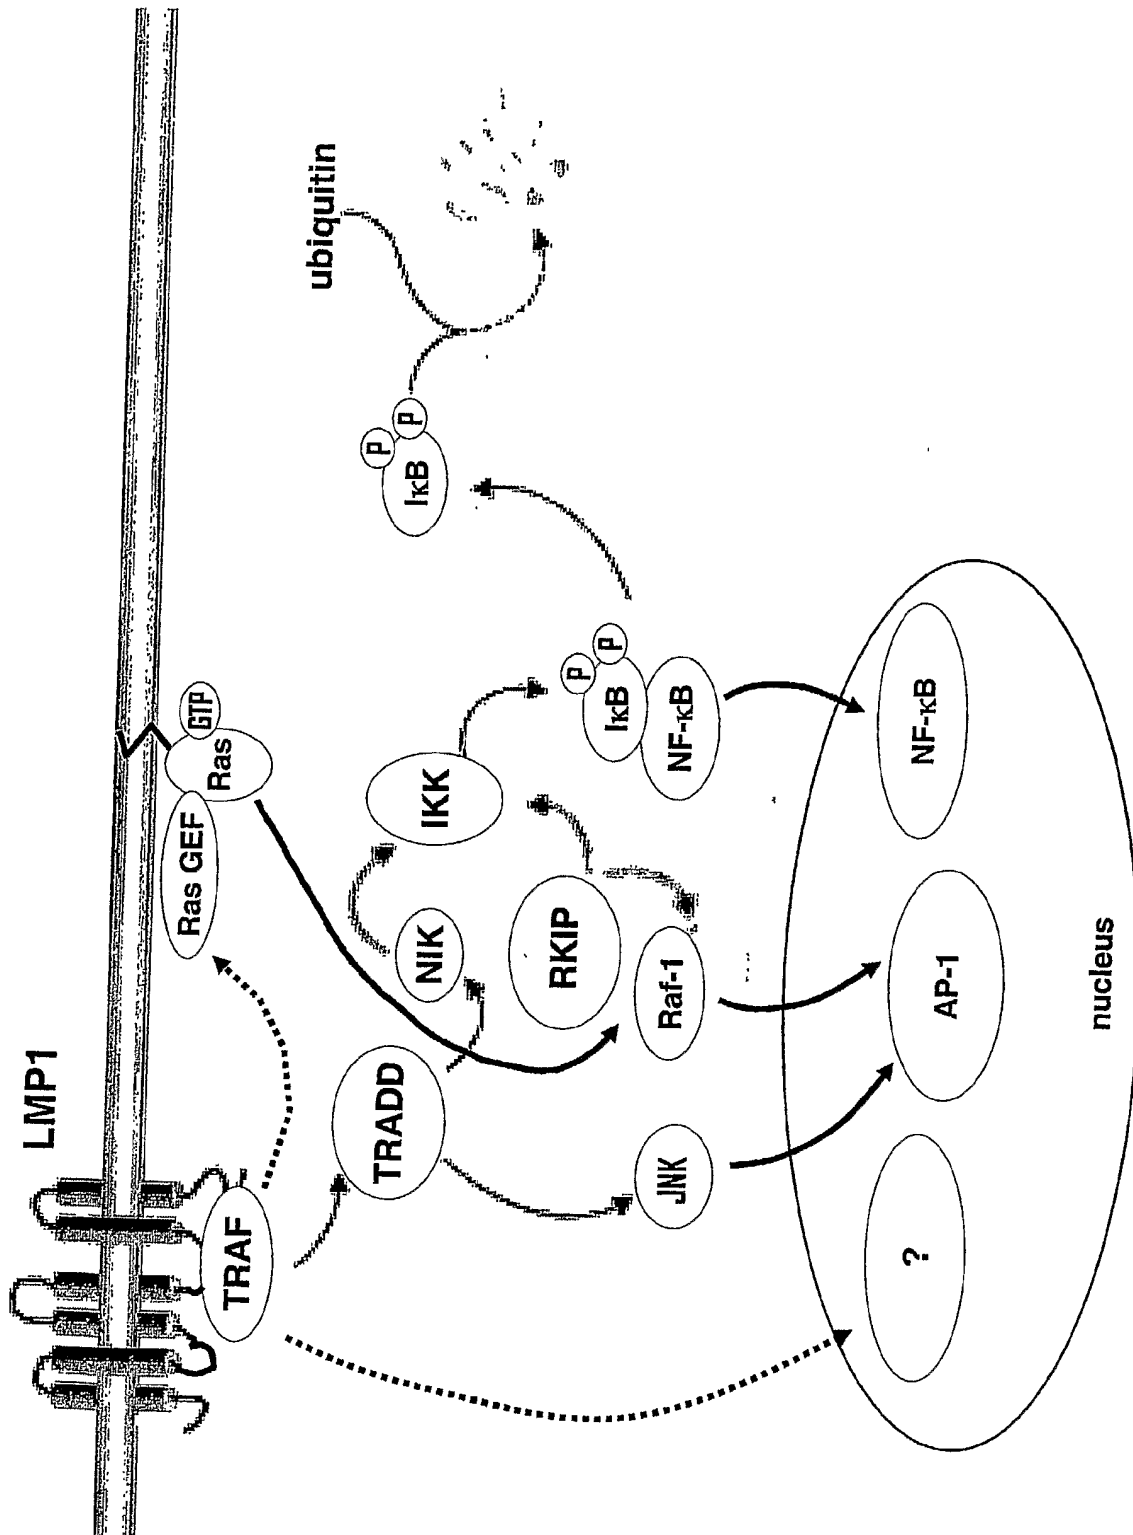 LMP1
TRAF
Ras GEF
Ras
GTP
ubiquitin
TRADD
NIK
IKK
IκB
P
P
RKIP
JNK
Raf-1
IκB
P
P
NF-κB
?
AP-1
NF-κB
nucleus